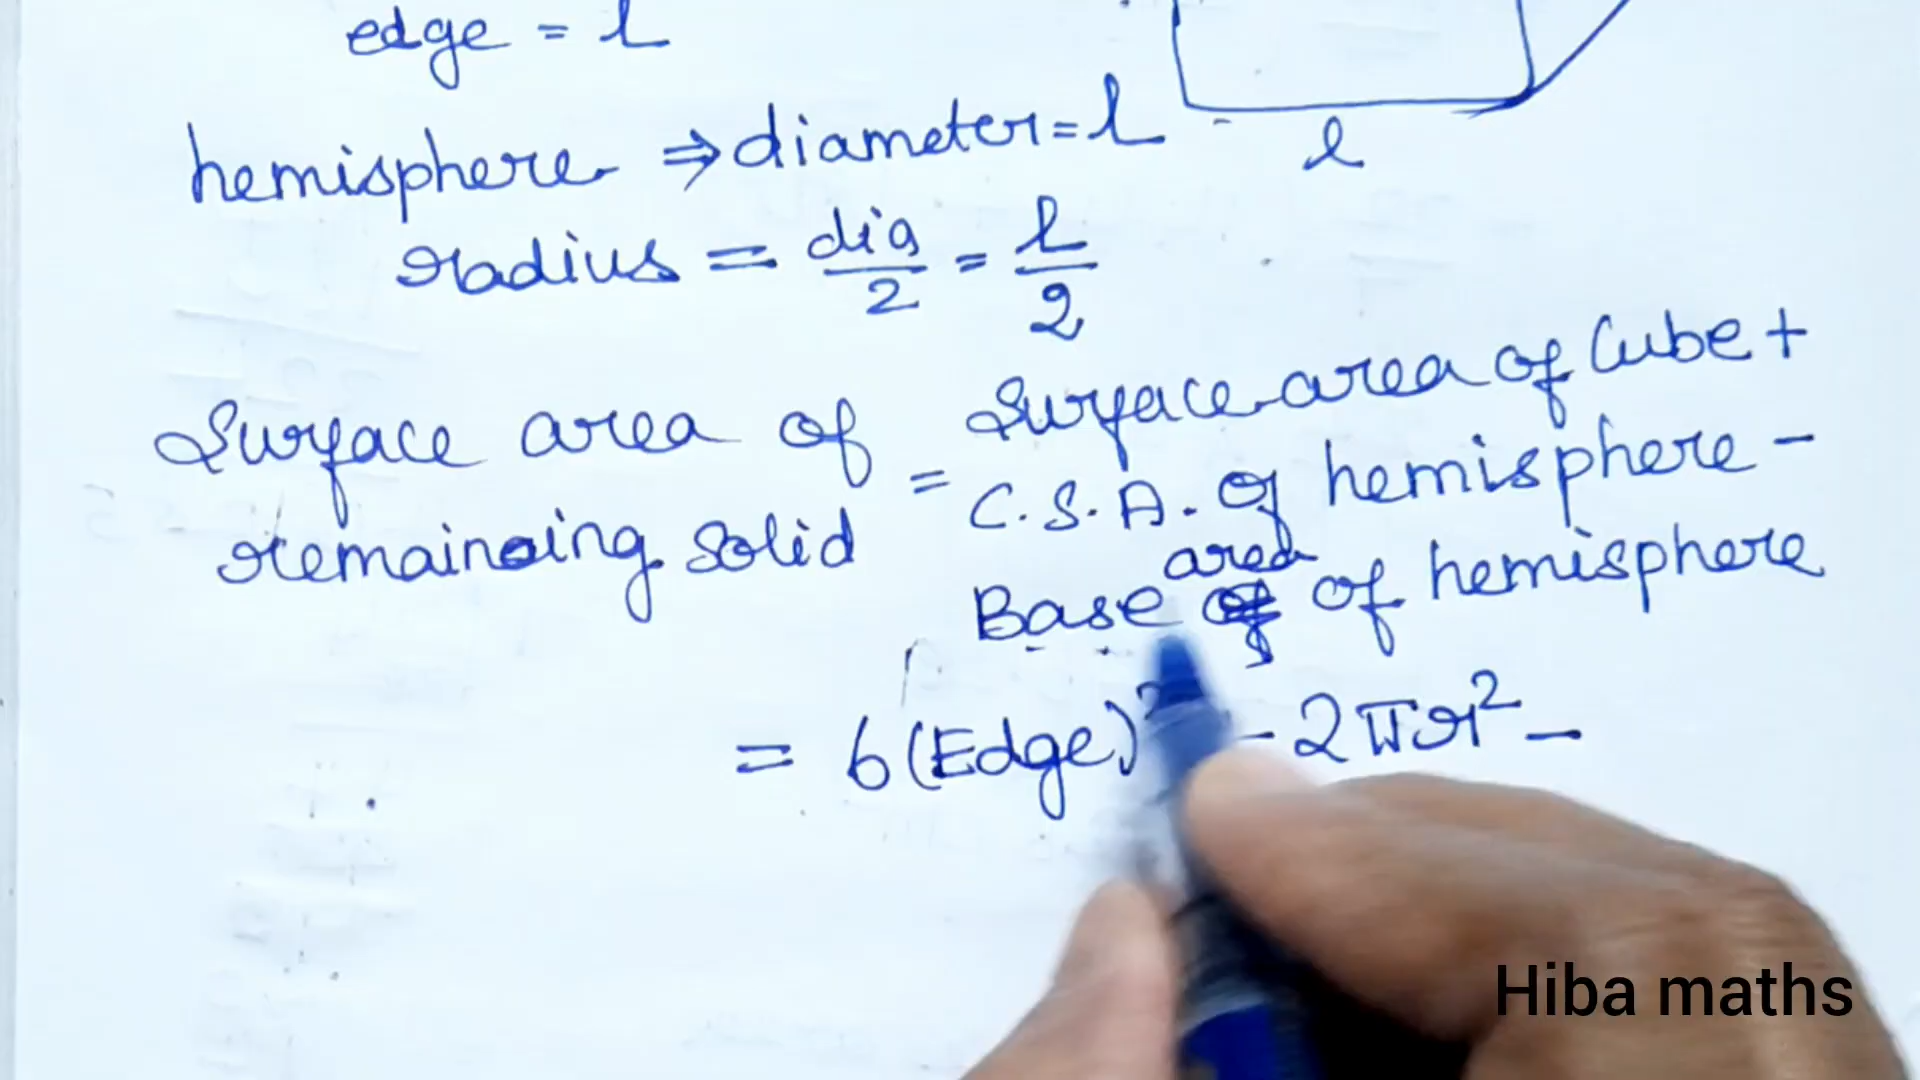 edge = l
hemisphere ⇒ diameter = l
l
radius = dia/2 = l/2
Surface area of remaining solid = Surface area of Cube +
C.S.A. of hemisphere -
Base area of hemisphere
= 6(Edge)² - 2πr² -
Hiba maths